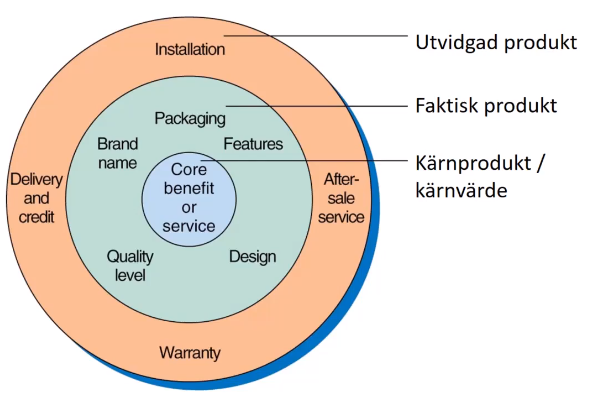 Installation
Utvidgad produkt
Faktisk produkt
Packaging
Brand
name
Features
Kärnprodukt /
kärnvärde
Core
benefit
or
service
Delivery
and
credit
After-
sale
service
Quality
level
Design
Warranty